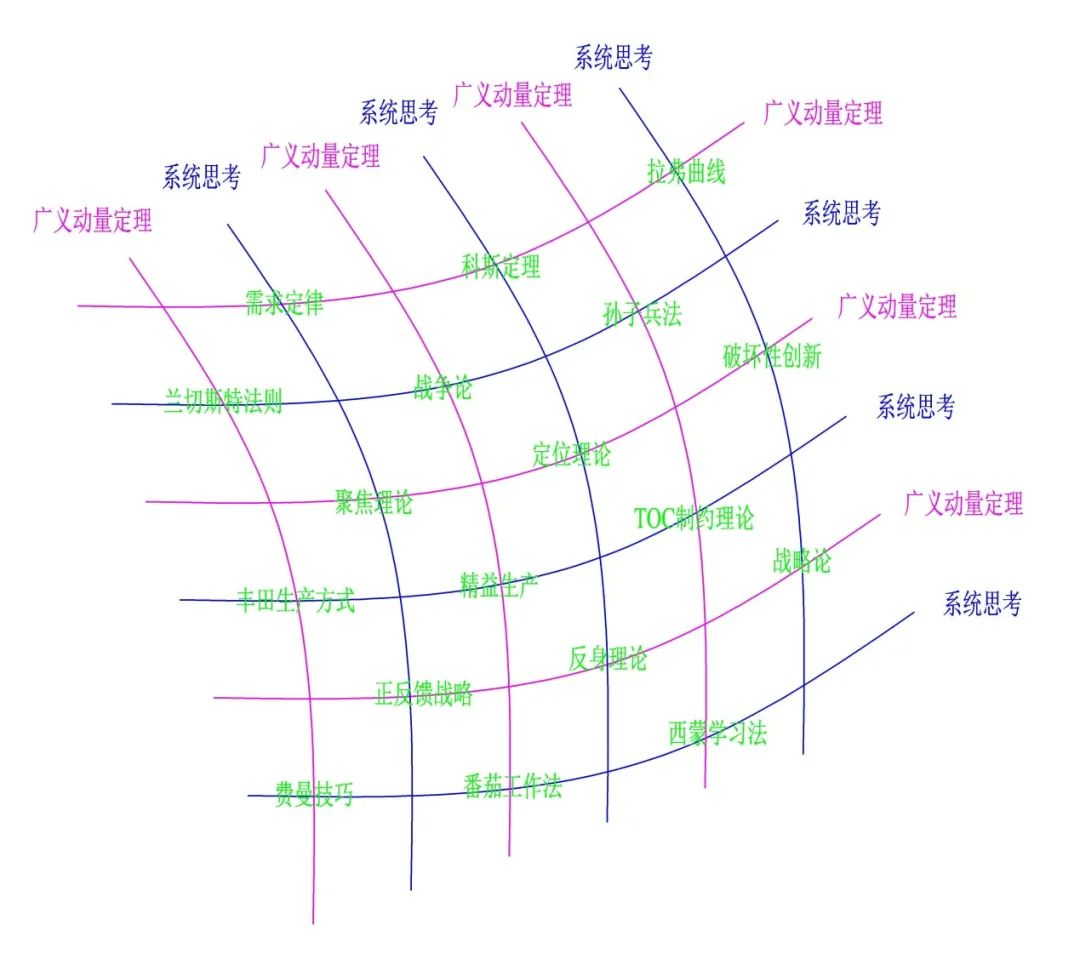 系统思考
广义动量定理
系统思考
广义动量定理
广义动量定理
系统思考
广义动量定理
拉弗曲线
系统思考
科斯定理
需求定律
孙子兵法
广义动量定理
破坏性创新
战争论
兰切斯特法则
系统思考
定位理论
聚焦理论
TOC制约理论
广义动量定理
战略论
精益生产
丰田生产方式
系统思考
反身理论
正反馈战略
西蒙学习法
番茄工作法
费曼技巧